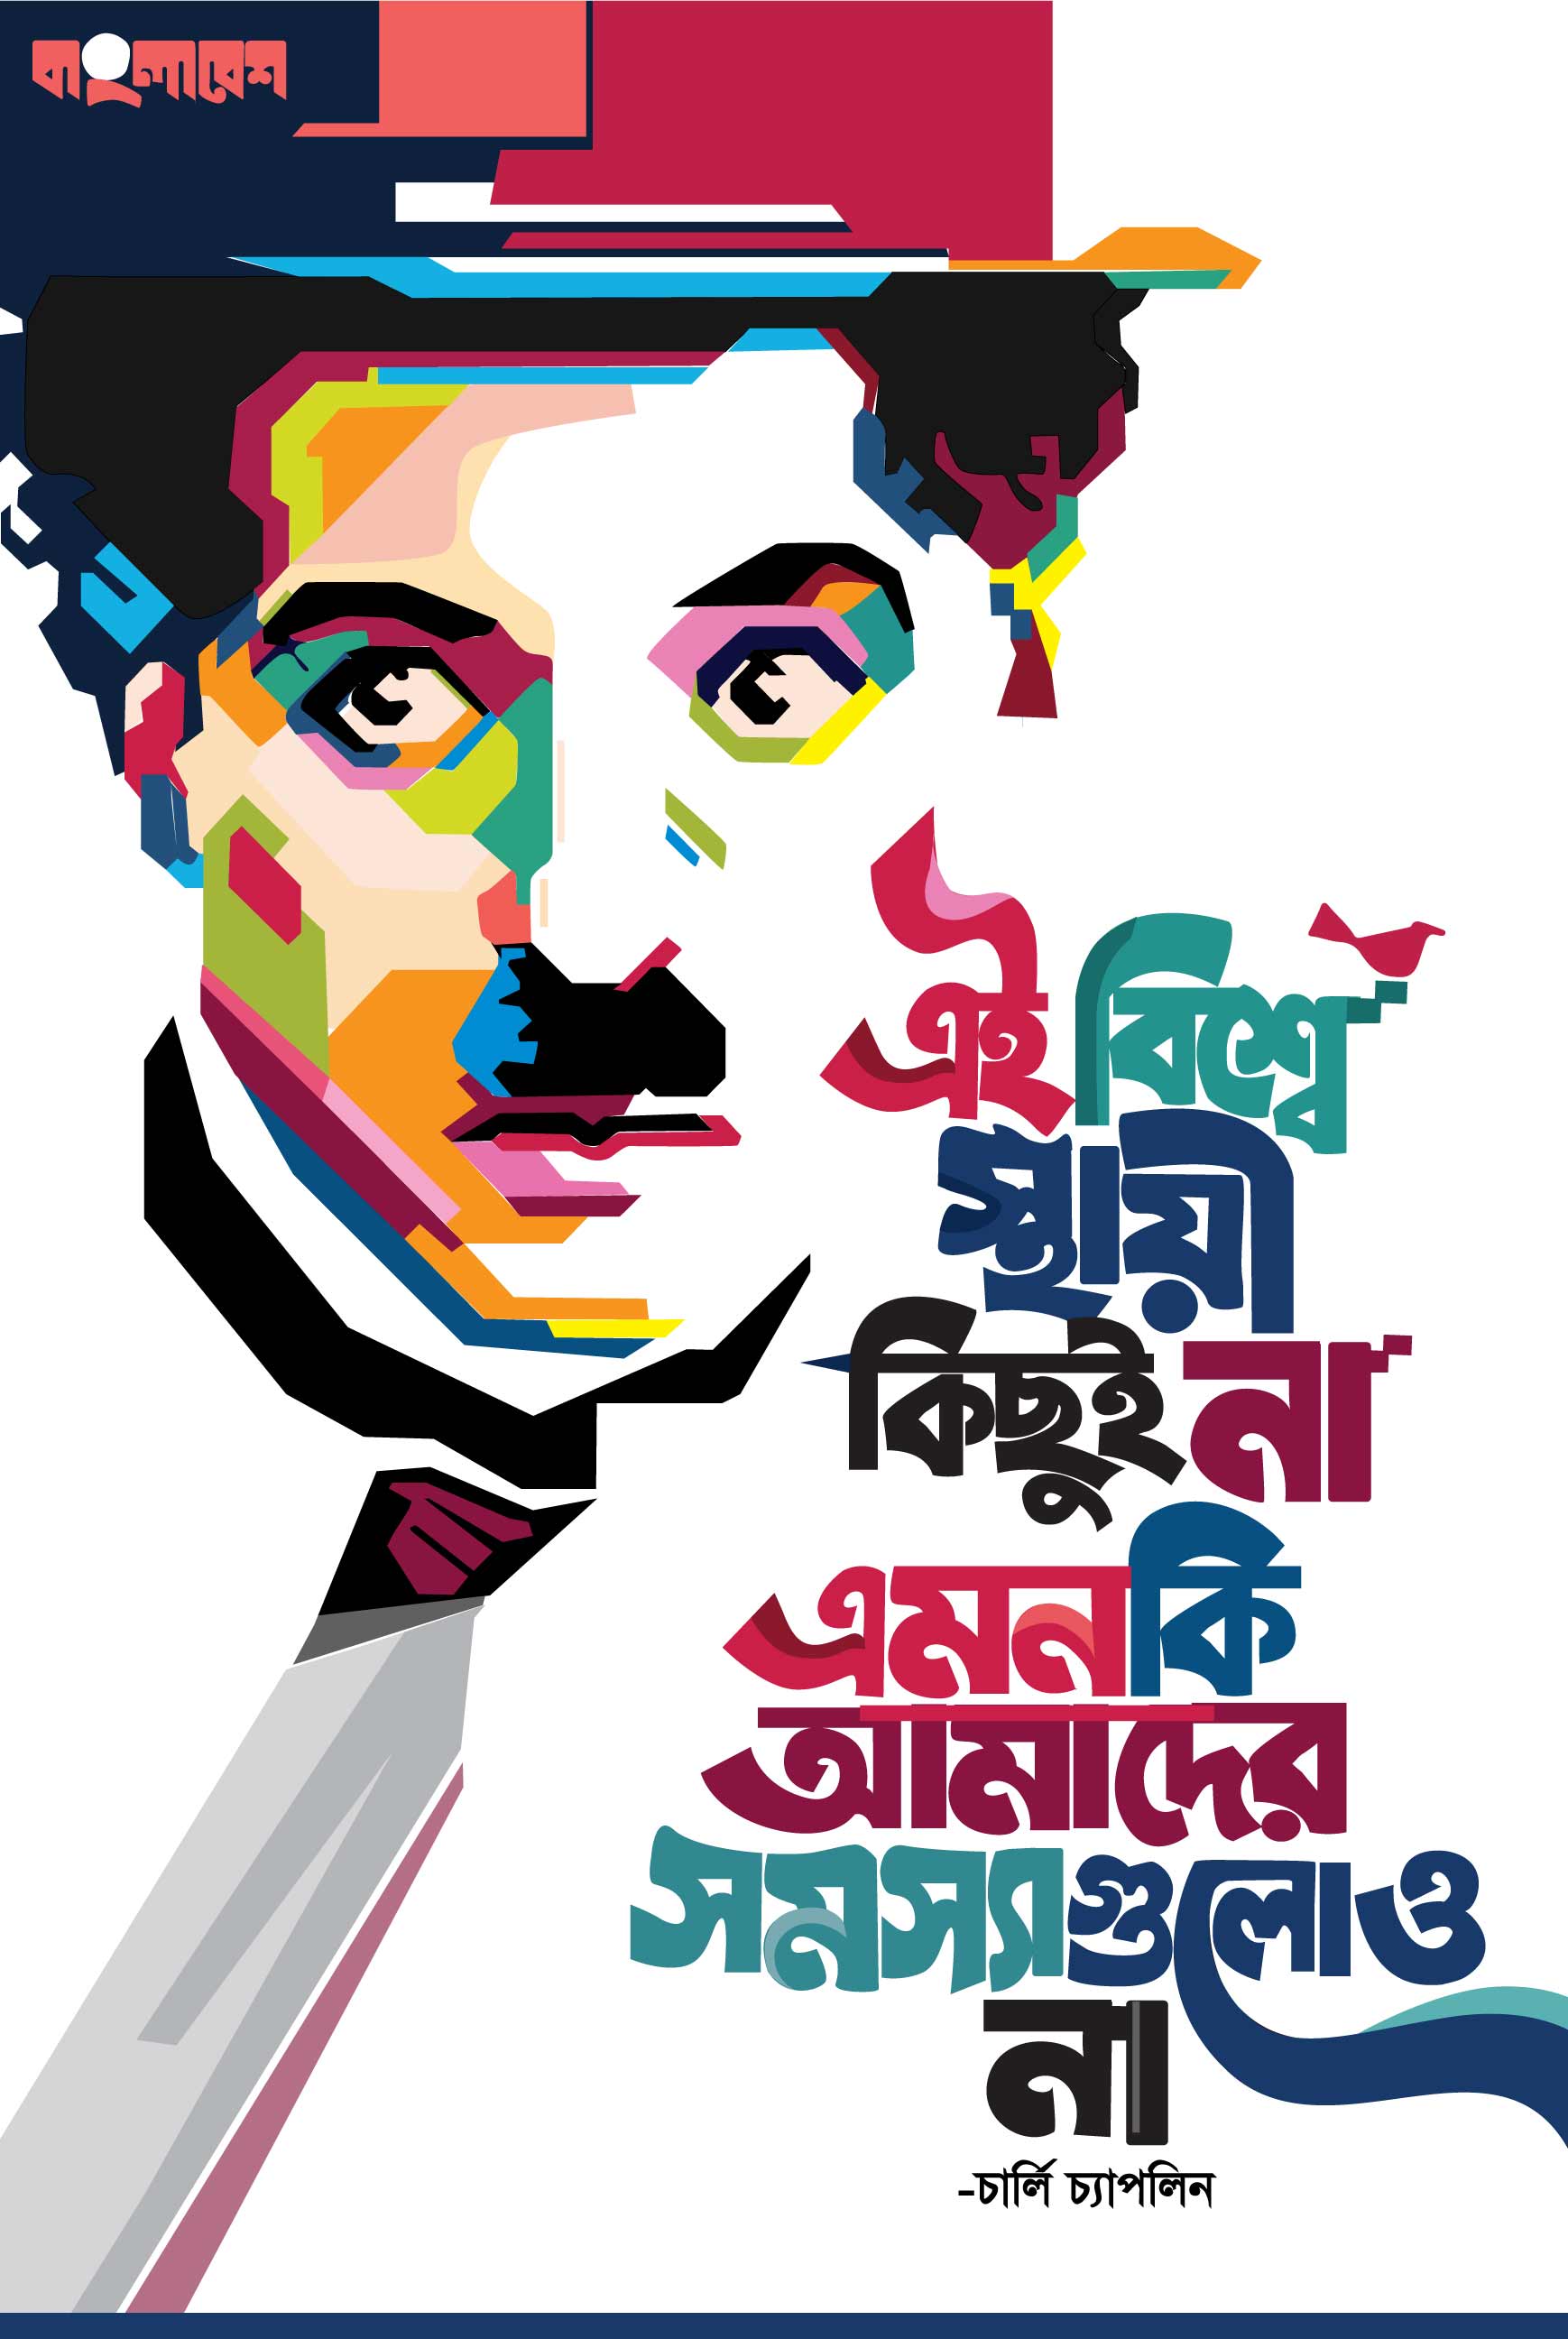 বাংলাবেশ
এই বিশ্বে
স্থায়ী
কিছুই না
এমনকি
আমাদের
সমস্যাগুলোও
না
-চার্লি চ্যাপলিন